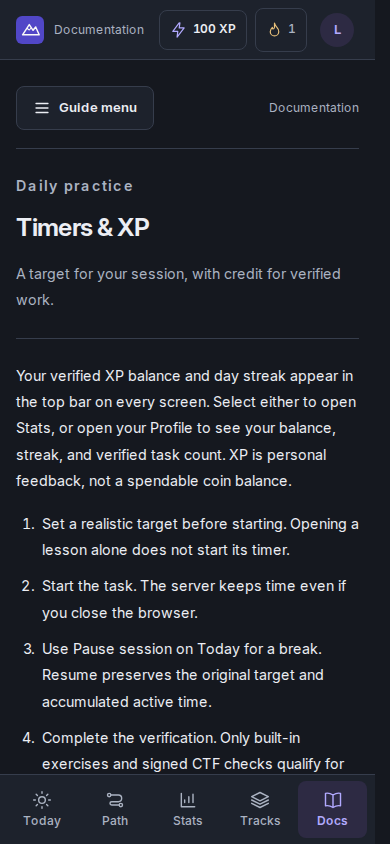 Documentation
100 XP
1
L
Guide menu
Documentation
Daily practice
Timers & XP
A target for your session, with credit for verified
work.
Your verified XP balance and day streak appear in
the top bar on every screen. Select either to open
Stats, or open your Profile to see your balance,
streak, and verified task count. XP is personal
feedback, not a spendable coin balance.
1. Set a realistic target before starting. Opening a
lesson alone does not start its timer.
2. Start the task. The server keeps time even if
you close the browser.
3. Use Pause session on Today for a break.
Resume preserves the original target and
accumulated active time.
4. Complete the verification. Only built-in
exercises and signed CTF checks qualify for
Today
Path
Stats
Tracks
Docs